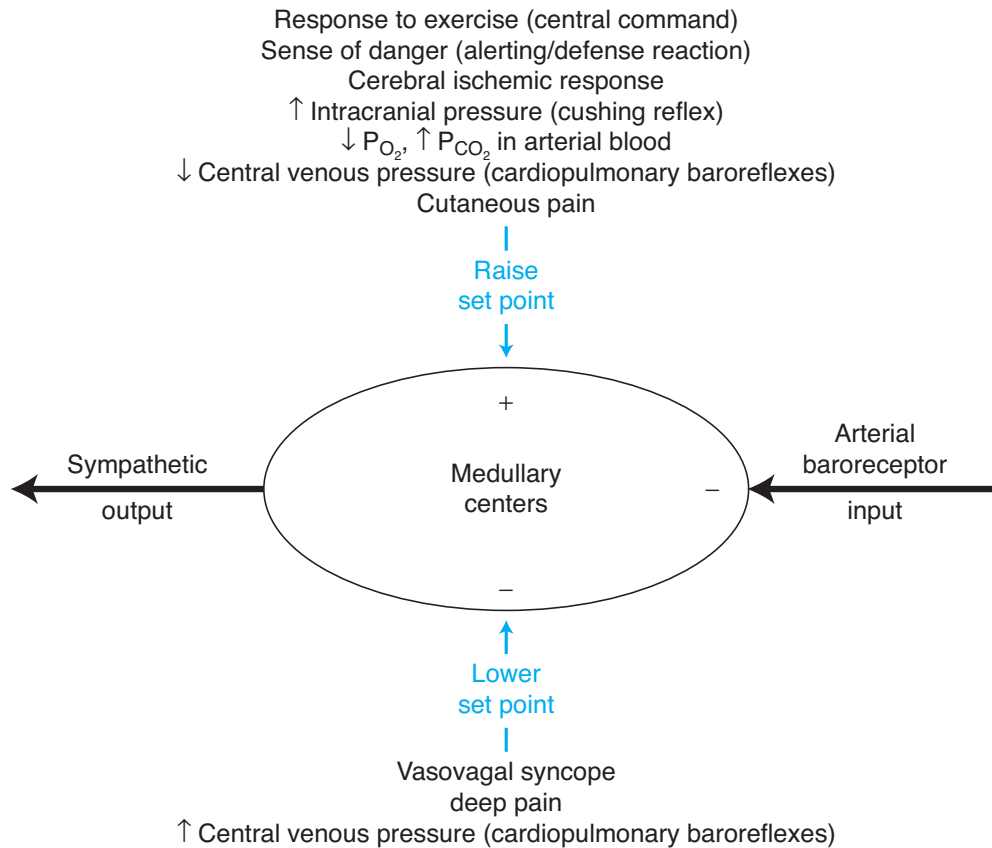 Response to exercise (central command)
Sense of danger (alerting/defense reaction)
Cerebral ischemic response
↑ Intracranial pressure (cushing reflex)
↓ P_O₂, ↑ P_CO₂ in arterial blood
↓ Central venous pressure (cardiopulmonary baroreflexes)
Cutaneous pain
Raise
set point
+
Sympathetic
output
Medullary
centers
–
Arterial
baroreceptor
input
–
Lower
set point
Vasovagal syncope
deep pain
↑ Central venous pressure (cardiopulmonary baroreflexes)